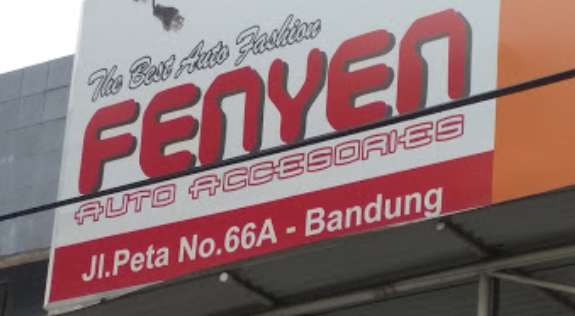 The Best Auto Fashion
FENYEN
AUTO ACCESORIES
Jl.Peta No.66A - Bandung